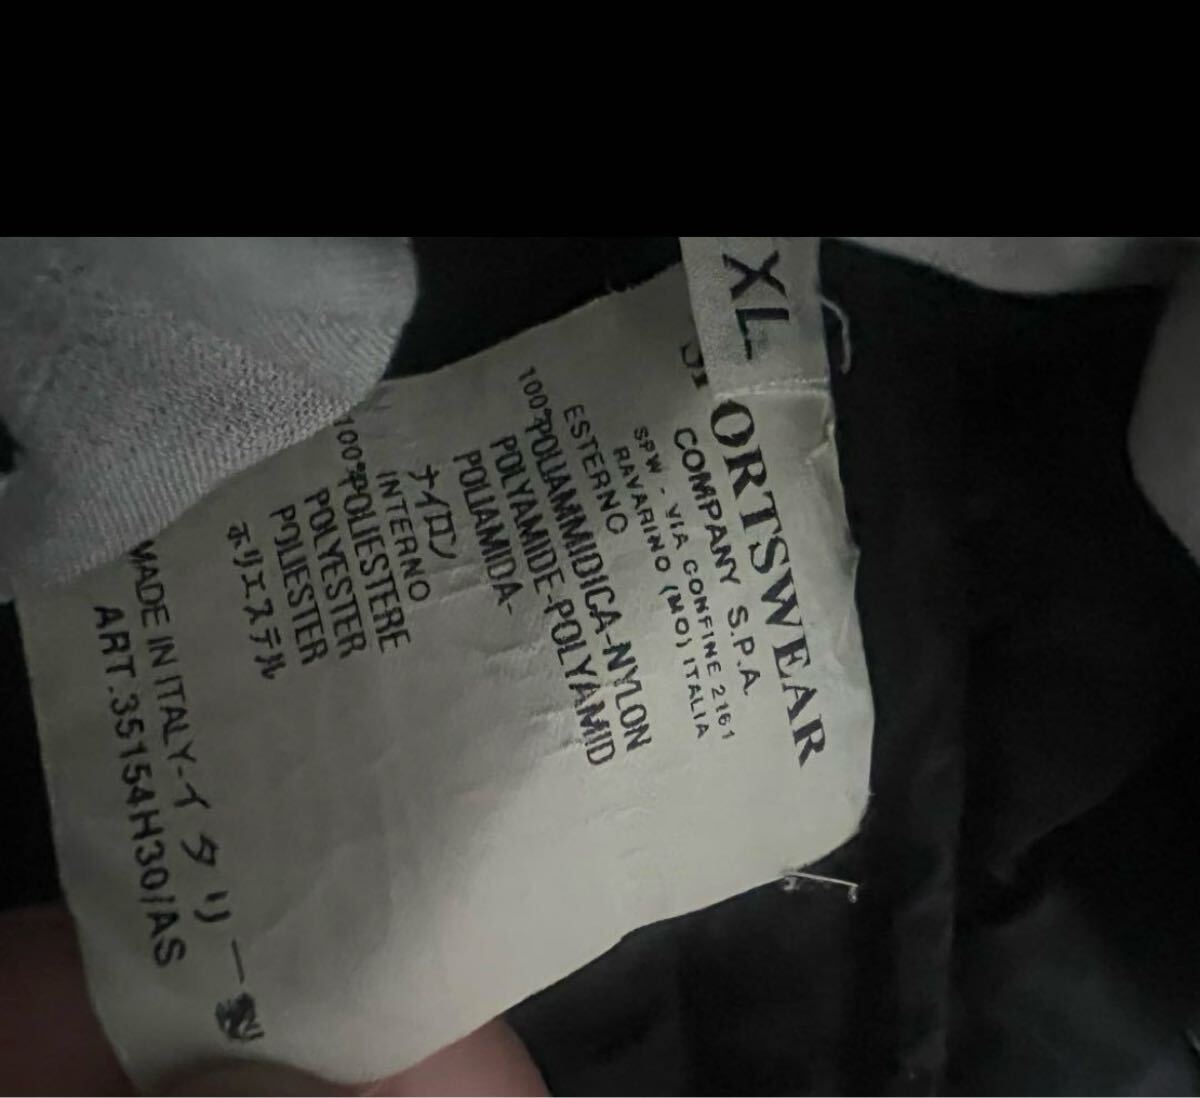 XL
SPORTSWEAR
COMPANY S.P.A.
SPW - VIA CONFINE 2161
RAVARINO (MO) ITALIA
ESTERNO
100%POLIAMMIDICA-NYLON
POLYAMIDE-POLYAMID
POLIAMIDA-
ナイロン
INTERNO
100%POLIESTERE
POLYESTER
POLIESTER
ポリエステル
MADE IN ITALY-イタリー製
ART.35154H30/AS